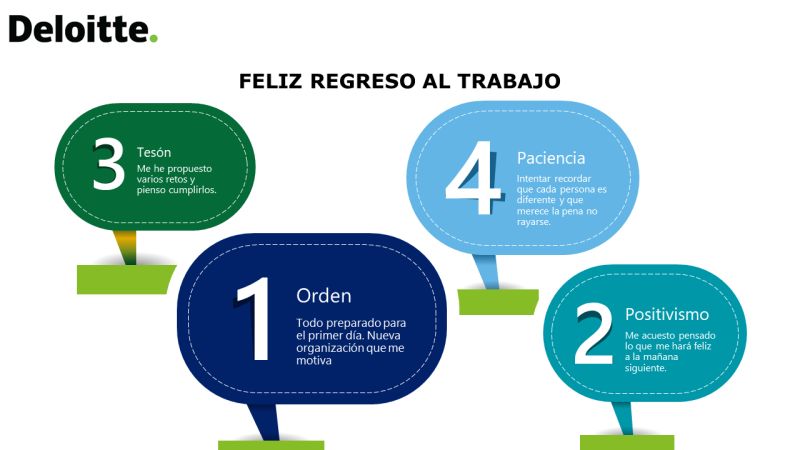 Deloitte.
FELIZ REGRESO AL TRABAJO
3
Tesón
Me he propuesto
varios retos y
pienso cumplirlos.
4
Paciencia
Intentar recordar
que cada persona es
diferente y que
merece la pena no
rayarse.
1
Orden
Todo preparado para
el primer día. Nueva
organización que me
motiva
2
Positivismo
Me acuesto pensado
lo que me hará feliz
a la mañana
siguiente.